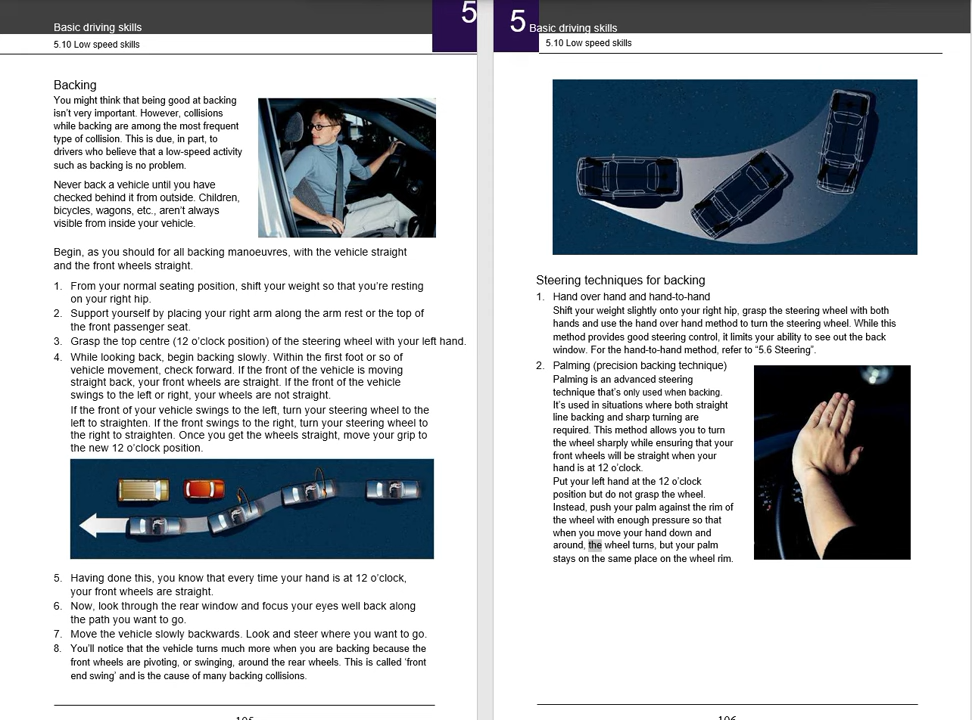 Basic driving skills
5
5.10 Low speed skills
Backing
You might think that being good at backing
isn't very important. However, collisions
while backing are among the most frequent
type of collision. This is due, in part, to
drivers who believe that a low-speed activity
such as backing is no problem.
Never back a vehicle until you have
checked behind it from outside. Children,
bicycles, wagons, etc., aren't always
visible from inside your vehicle.
Begin, as you should for all backing manoeuvres, with the vehicle straight
and the front wheels straight.
1. From your normal seating position, shift your weight so that you're resting
on your right hip.
2. Support yourself by placing your right arm along the arm rest or the top of
the front passenger seat.
3. Grasp the top centre (12 o'clock position) of the steering wheel with your left hand.
4. While looking back, begin backing slowly. Within the first foot or so of
vehicle movement, check forward. If the front of the vehicle is moving
straight back, your front wheels are straight. If the front of the vehicle
swings to the left or right, your wheels are not straight.
If the front of your vehicle swings to the left, turn your steering wheel to the
left to straighten. If the front swings to the right, turn your steering wheel to
the right to straighten. Once you get the wheels straight, move your grip to
the new 12 o'clock position.
5. Having done this, you know that every time your hand is at 12 o'clock,
your front wheels are straight.
6. Now, look through the rear window and focus your eyes well back along
the path you want to go.
7. Move the vehicle slowly backwards. Look and steer where you want to go.
8. You'll notice that the vehicle turns much more when you are backing because the
front wheels are pivoting, or swinging, around the rear wheels. This is called 'front
end swing' and is the cause of many backing collisions.
105
5 Basic driving skills
5.10 Low speed skills
Steering techniques for backing
1. Hand over hand and hand-to-hand
Shift your weight slightly onto your right hip, grasp the steering wheel with both
hands and use the hand over hand method to turn the steering wheel. While this
method provides good steering control, it limits your ability to see out the back
window. For the hand-to-hand method, refer to "5.6 Steering".
2. Palming (precision backing technique)
Palming is an advanced steering
technique that's only used when backing.
It's used in situations where both straight
line backing and sharp turning are
required. This method allows you to turn
the wheel sharply while ensuring that your
front wheels will be straight when your
hand is at 12 o'clock.
Put your left hand at the 12 o'clock
position but do not grasp the wheel.
Instead, push your palm against the rim of
the wheel with enough pressure so that
when you move your hand down and
around, the wheel turns, but your palm
stays on the same place on the wheel rim.
106